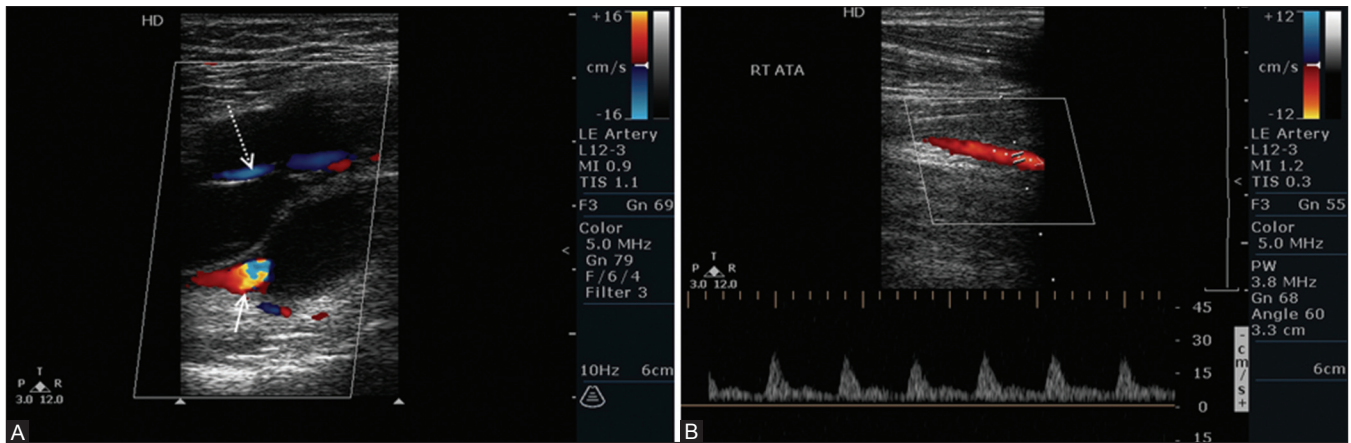 HD
+16
cm/s
-16
LE Artery
L12-3
MI 0.9
TIS 1.1
F3 Gn 69
Color
5.0 MHz
Gn 79
F/6/4
Filter 3
10Hz 6cm
T
P R
3.0 12.0
A
HD
RT ATA
+12
cm/s
-12
LE Artery
L12-3
MI 1.2
TIS 0.3
F3 Gn 55
Color
5.0 MHz
PW
3.8 MHz
Gn 68
Angle 60
3.3 cm
6cm
T
P R
3.0 12.0
- 45
- 30
- 15
- 0
15
-cm/s+
B